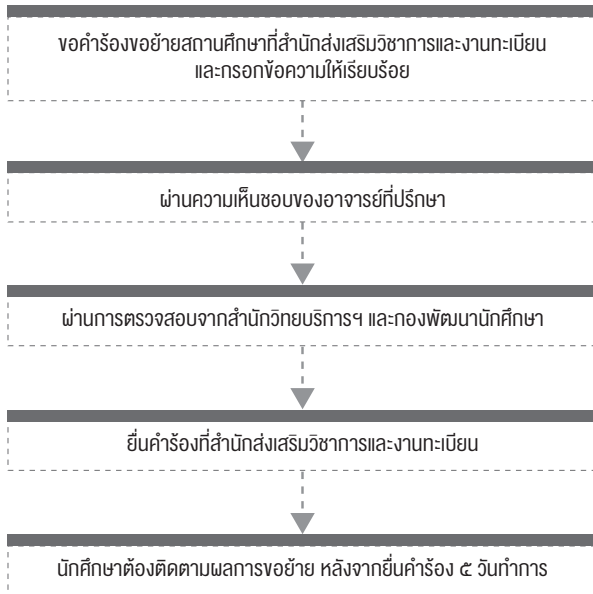 ขอคำร้องขอย้ายสถานศึกษาที่สำนักส่งเสริมวิชาการและงานทะเบียน
และกรอกข้อความให้เรียบร้อย
ผ่านความเห็นชอบของอาจารย์ที่ปรึกษา
ผ่านการตรวจสอบจากสำนักวิทยบริการฯ และกองพัฒนานักศึกษา
ยื่นคำร้องที่สำนักส่งเสริมวิชาการและงานทะเบียน
นักศึกษาต้องติดตามผลการขอย้าย หลังจากยื่นคำร้อง ๕ วันทำการ